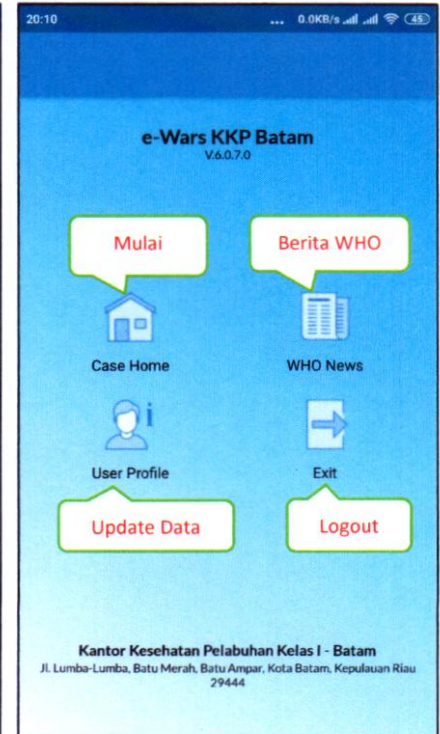 20:10 ... 0.0KB/s 45
e-Wars KKP Batam
V.6.0.7.0
Mulai Berita WHO
Case Home WHO News
i
User Profile Exit
Update Data Logout
Kantor Kesehatan Pelabuhan Kelas I - Batam
Jl. Lumba-Lumba, Batu Merah, Batu Ampar, Kota Batam, Kepulauan Riau
29444